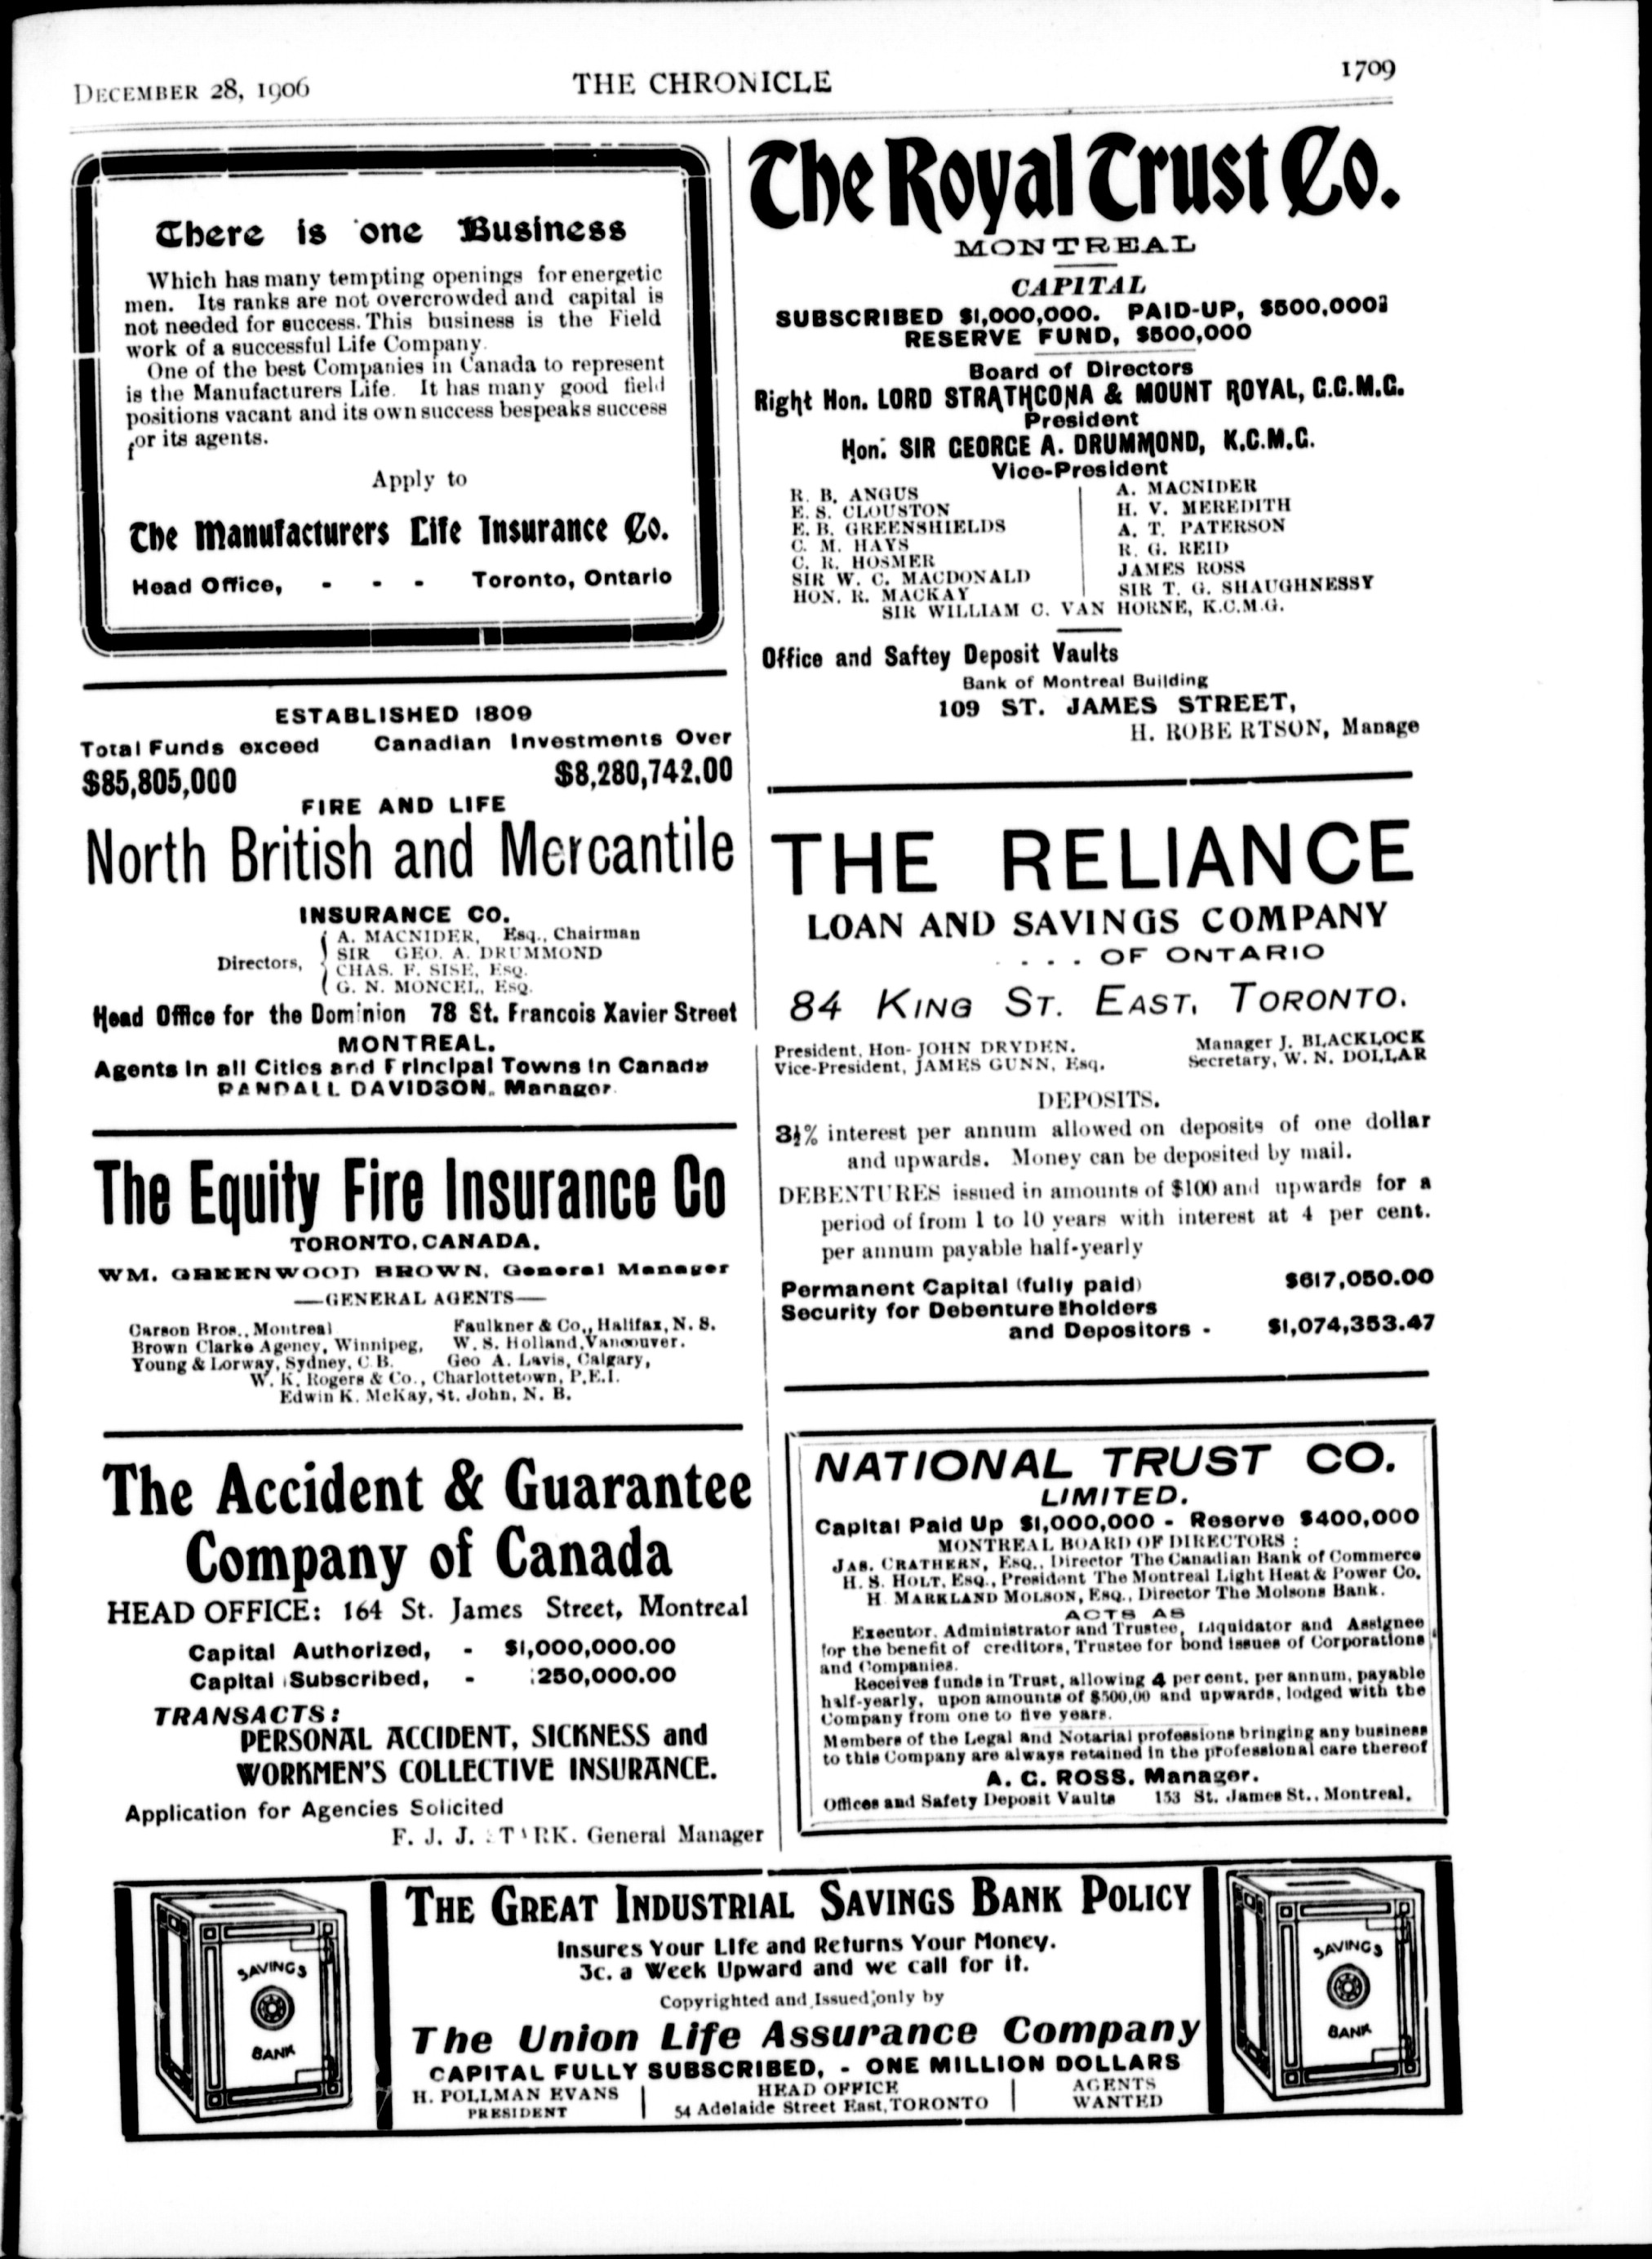 DECEMBER 28, 1906
THE CHRONICLE
1709
There is one Business
Which has many tempting openings for energetic
men. Its ranks are not overcrowded and capital is
not needed for success. This business is the Field
work of a successful Life Company.
One of the best Companies in Canada to represent
is the Manufacturers Life. It has many good field
positions vacant and its own success bespeaks success
for its agents.
Apply to
The Manufacturers Life Insurance Co.
Head Office, - - - Toronto, Ontario
ESTABLISHED 1809
Total Funds exceed Canadian Investments Over
$85,805,000 $8,280,742.00
FIRE AND LIFE
North British and Mercantile
INSURANCE CO.
Directors,
A. MACNIDER, Esq., Chairman
SIR GEO. A. DRUMMOND
CHAS. F. SISE, ESQ.
G. N. MONCEL, ESQ.
Head Office for the Dominion 78 St. Francois Xavier Street
MONTREAL.
Agents in all Cities and Principal Towns in Canada
RANDALL DAVIDSON, Manager
The Equity Fire Insurance Co
TORONTO, CANADA.
WM. GREENWOOD BROWN, General Manager
—GENERAL AGENTS—
Carson Bros., Montreal Faulkner & Co., Halifax, N. S.
Brown Clarke Agency, Winnipeg, W. S. Holland, Vancouver.
Young & Lorway, Sydney, C.B. Geo A. Lavis, Calgary,
W. K. Rogers & Co., Charlottetown, P.E.I.
Edwin K. McKay, St. John, N. B.
The Accident & Guarantee
Company of Canada
HEAD OFFICE: 164 St. James Street, Montreal
Capital Authorized, - $1,000,000.00
Capital Subscribed, - 250,000.00
TRANSACTS:
PERSONAL ACCIDENT, SICKNESS and
WORKMEN'S COLLECTIVE INSURANCE.
Application for Agencies Solicited
F. J. J. STARK. General Manager
The Royal Trust Co.
MONTREAL
CAPITAL
SUBSCRIBED $1,000,000. PAID-UP, $500,000
RESERVE FUND, $500,000
Board of Directors
Right Hon. LORD STRATHCONA & MOUNT ROYAL, G.C.M.G.
President
Hon. SIR GEORGE A. DRUMMOND, K.C.M.G.
Vice-President
R. B. ANGUS A. MACNIDER
E. S. CLOUSTON H. V. MEREDITH
E. B. GREENSHIELDS A. T. PATERSON
C. M. HAYS R. G. REID
C. R. HOSMER JAMES ROSS
SIR W. C. MACDONALD SIR T. G. SHAUGHNESSY
HON. R. MACKAY
SIR WILLIAM C. VAN HORNE, K.C.M.G.
Office and Saftey Deposit Vaults
Bank of Montreal Building
109 ST. JAMES STREET,
H. ROBERTSON, Manage
THE RELIANCE
LOAN AND SAVINGS COMPANY
. . . . OF ONTARIO
84 KING ST. EAST, TORONTO.
President, Hon- JOHN DRYDEN. Manager J. BLACKLOCK
Vice-President, JAMES GUNN, Esq. Secretary, W. N. DOLLAR
DEPOSITS.
3½% interest per annum allowed on deposits of one dollar
and upwards. Money can be deposited by mail.
DEBENTURES issued in amounts of $100 and upwards for a
period of from 1 to 10 years with interest at 4 per cent.
per annum payable half-yearly
Permanent Capital (fully paid) $617,050.00
Security for Debenture holders
and Depositors - $1,074,353.47
NATIONAL TRUST CO.
LIMITED.
Capital Paid Up $1,000,000 - Reserve $400,000
MONTREAL BOARD OF DIRECTORS :
JAS. CRATHERN, ESQ., Director The Canadian Bank of Commerce
H. S. HOLT, ESQ., President The Montreal Light Heat & Power Co.
H MARKLAND MOLSON, ESQ., Director The Molsons Bank.
ACTS AS
Executor, Administrator and Trustee, Liquidator and Assignee
for the benefit of creditors, Trustee for bond issues of Corporations
and Companies.
Receives funds in Trust, allowing 4 per cent. per annum, payable
half-yearly, upon amounts of $500,00 and upwards, lodged with the
Company from one to five years.
Members of the Legal and Notarial professions bringing any business
to this Company are always retained in the professional care thereof
A. G. ROSS. Manager.
Offices and Safety Deposit Vaults 153 St. James St., Montreal.
SAVINGS
BANK
THE GREAT INDUSTRIAL SAVINGS BANK POLICY
Insures Your Life and Returns Your Money.
3c. a Week Upward and we call for it.
Copyrighted and Issued only by
The Union Life Assurance Company
CAPITAL FULLY SUBSCRIBED, - ONE MILLION DOLLARS
H. POLLMAN EVANS HEAD OFFICE AGENTS
PRESIDENT 54 Adelaide Street East, TORONTO WANTED
SAVINGS
BANK